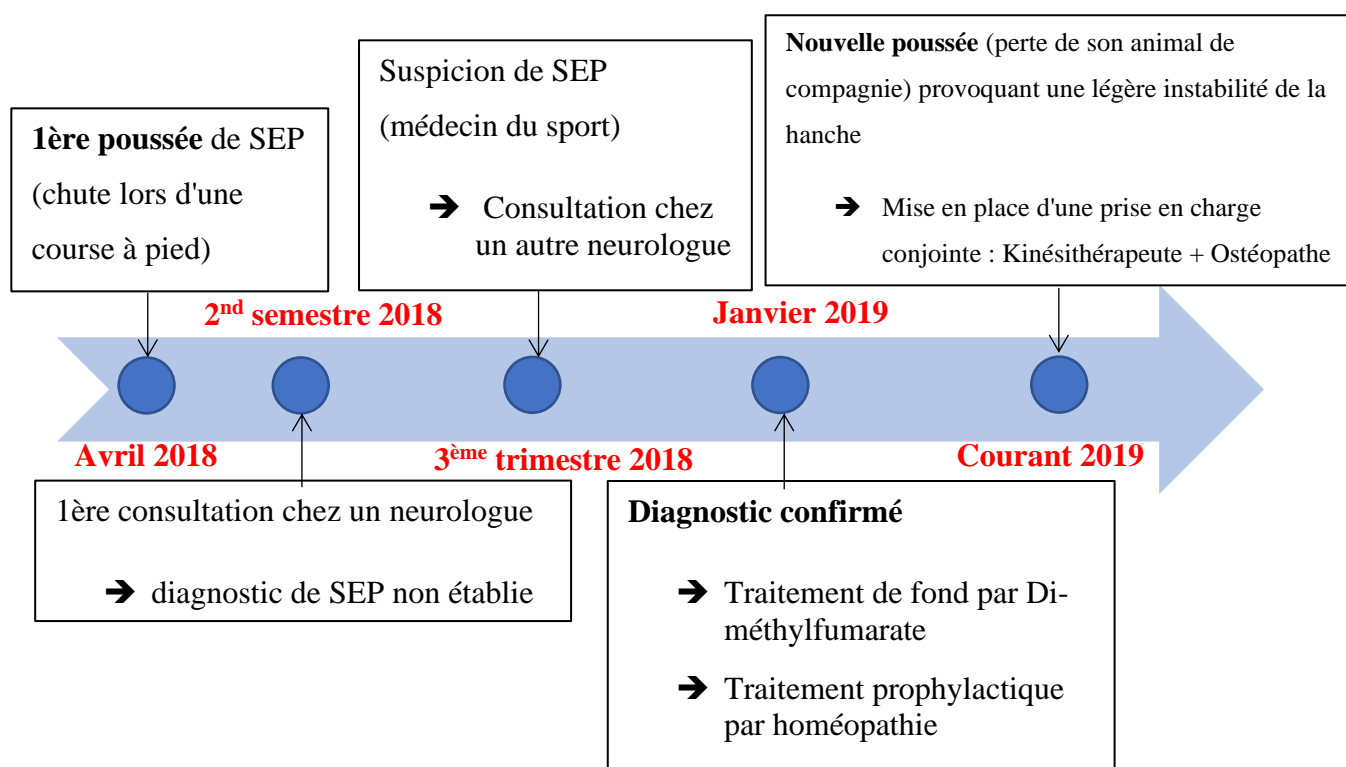 1ère poussée de SEP
(chute lors d'une
course à pied)
Suspicion de SEP
(médecin du sport)
➔ Consultation chez
un autre neurologue
Nouvelle poussée (perte de son animal de
compagnie) provoquant une légère instabilité de la
hanche
➔ Mise en place d'une prise en charge
conjointe : Kinésithérapeute + Ostéopathe
2nd semestre 2018
Janvier 2019
Avril 2018
3ème trimestre 2018
Courant 2019
1ère consultation chez un neurologue
➔ diagnostic de SEP non établie
Diagnostic confirmé
➔ Traitement de fond par Di-
méthylfumarate
➔ Traitement prophylactique
par homéopathie